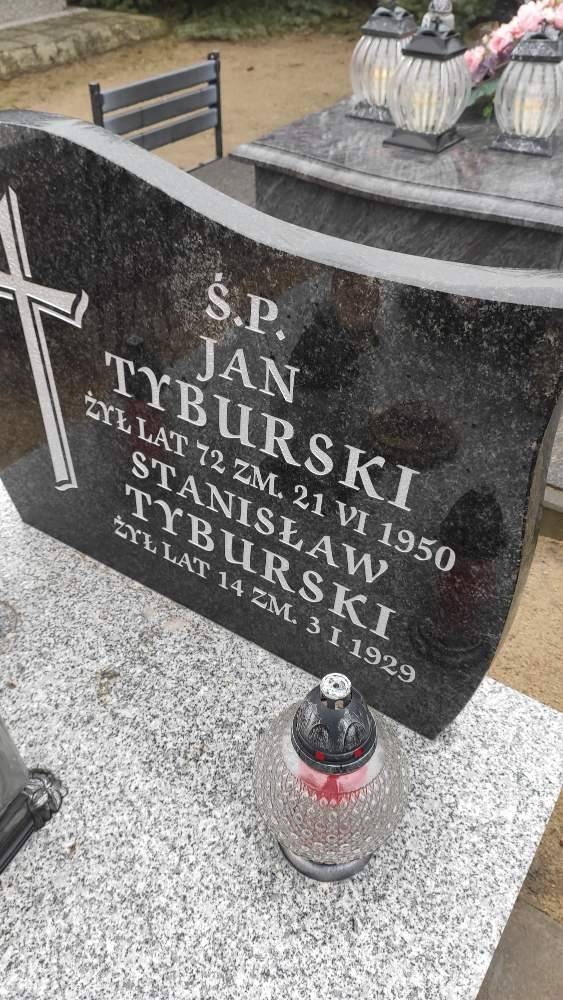 Ś.P.
JAN
TYBURSKI
ŻYŁ LAT 72 ZM. 21 VI 1950
STANISŁAW
TYBURSKI
ŻYŁ LAT 14 ZM. 3 I 1929